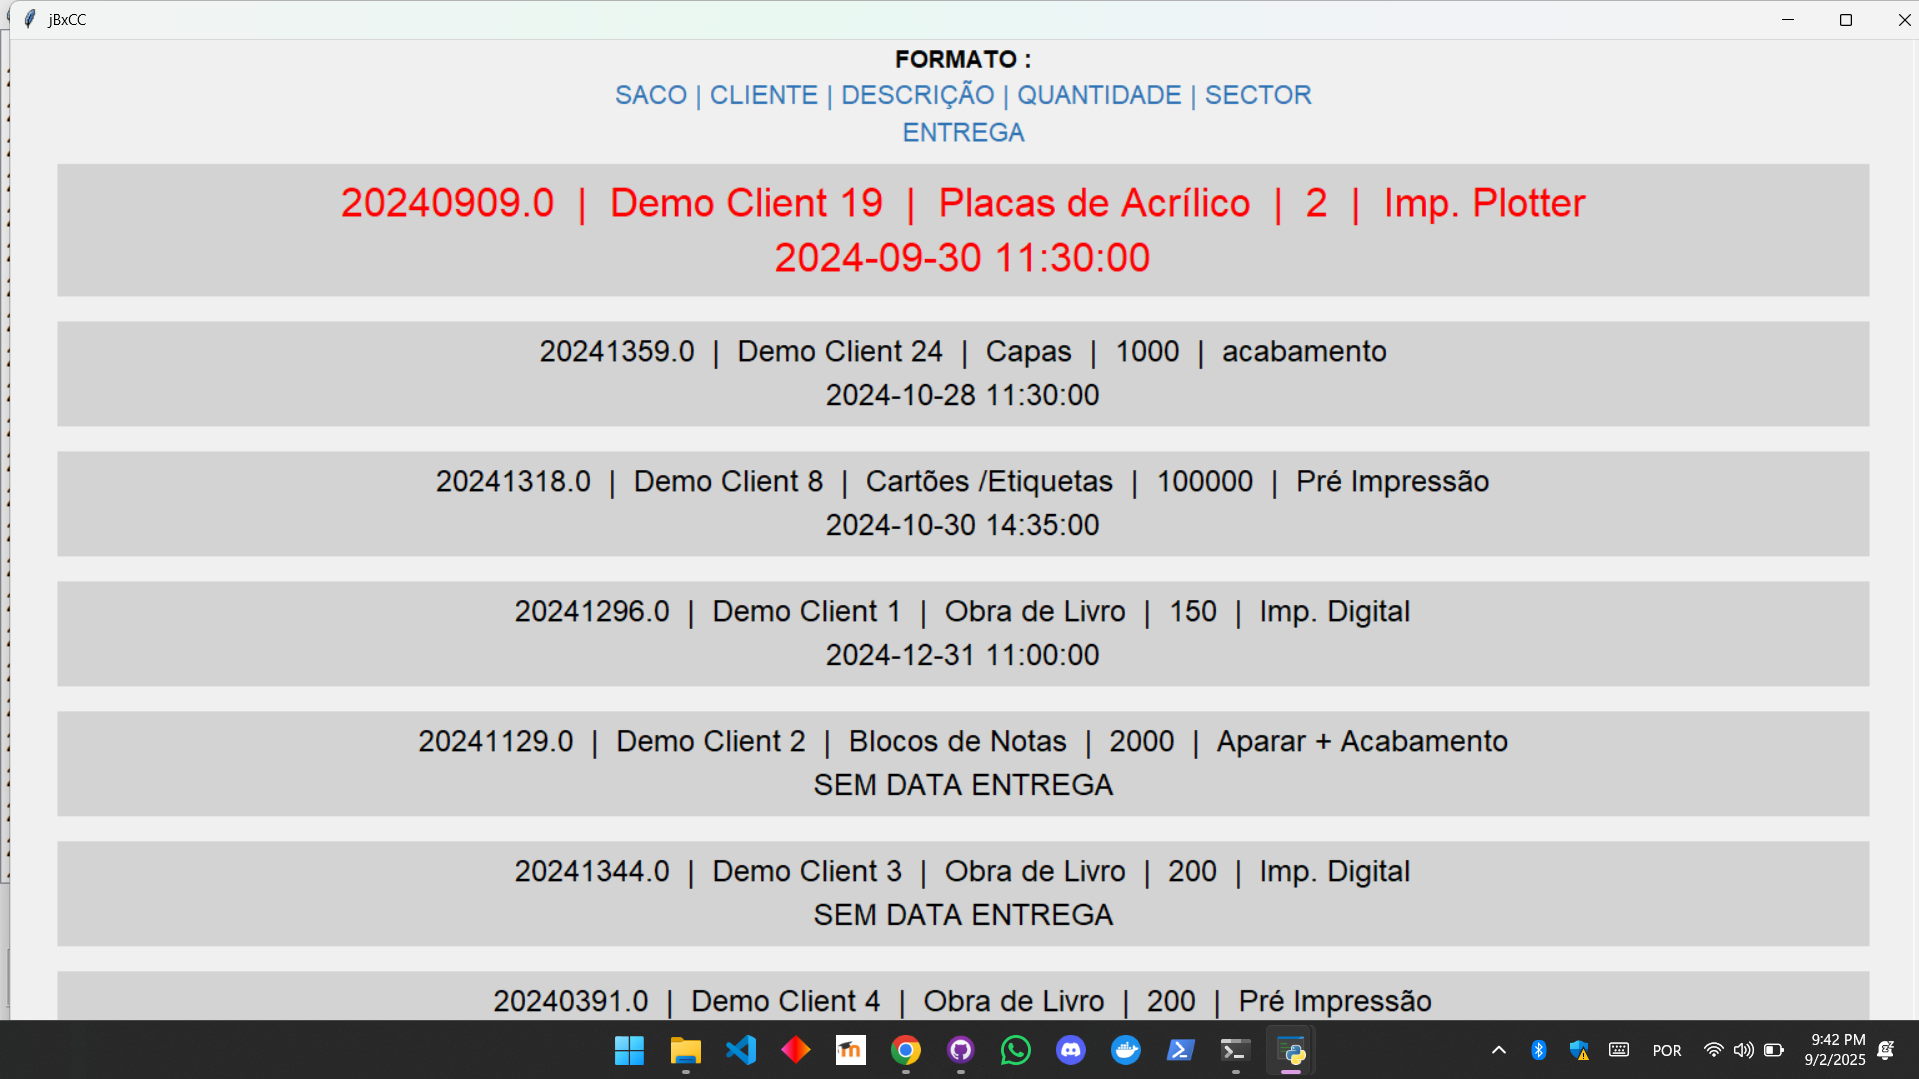 jBxCC
FORMATO :
SACO | CLIENTE | DESCRIÇÃO | QUANTIDADE | SECTOR
ENTREGA
20240909.0 | Demo Client 19 | Placas de Acrílico | 2 | Imp. Plotter
2024-09-30 11:30:00
20241359.0 | Demo Client 24 | Capas | 1000 | acabamento
2024-10-28 11:30:00
20241318.0 | Demo Client 8 | Cartões /Etiquetas | 100000 | Pré Impressão
2024-10-30 14:35:00
20241296.0 | Demo Client 1 | Obra de Livro | 150 | Imp. Digital
2024-12-31 11:00:00
20241129.0 | Demo Client 2 | Blocos de Notas | 2000 | Aparar + Acabamento
SEM DATA ENTREGA
20241344.0 | Demo Client 3 | Obra de Livro | 200 | Imp. Digital
SEM DATA ENTREGA
20240391.0 | Demo Client 4 | Obra de Livro | 200 | Pré Impressão
POR
9:42 PM
9/2/2025